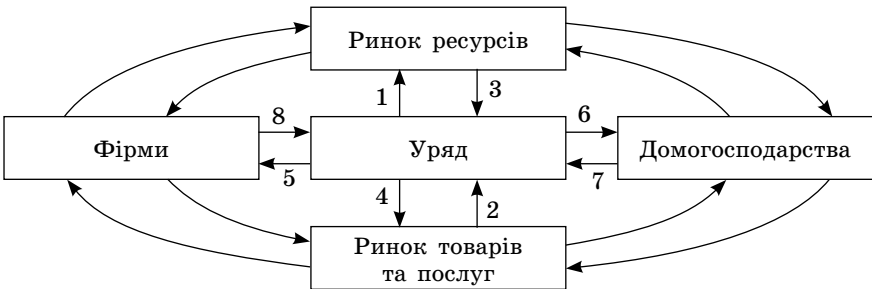 Ринок ресурсів
1
3
8
6
Фірми
Уряд
Домогосподарства
5
7
4
2
Ринок товарів
та послуг